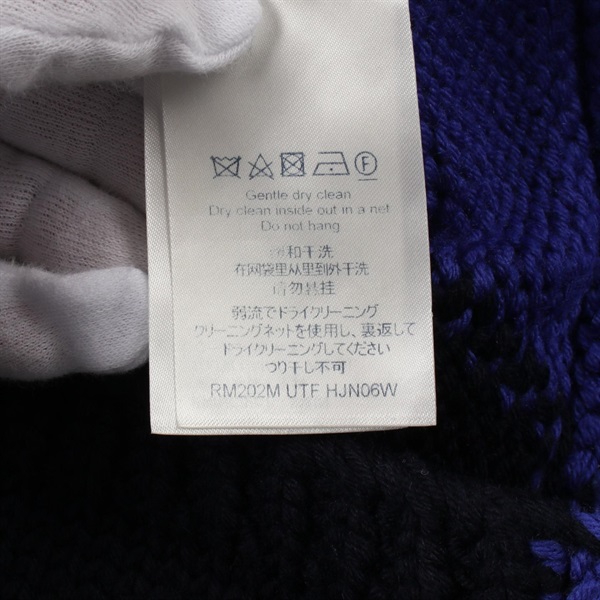 F
Gentle dry clean
Dry clean inside out in a net
Do not hang
和干洗
在网袋里从里到外干洗
请勿悬挂
弱流でドライクリーニング
クリーニングネットを使用し、裏返して
ドライクリーニングしてください
つり干し不可
RM202M UTF HJN06W